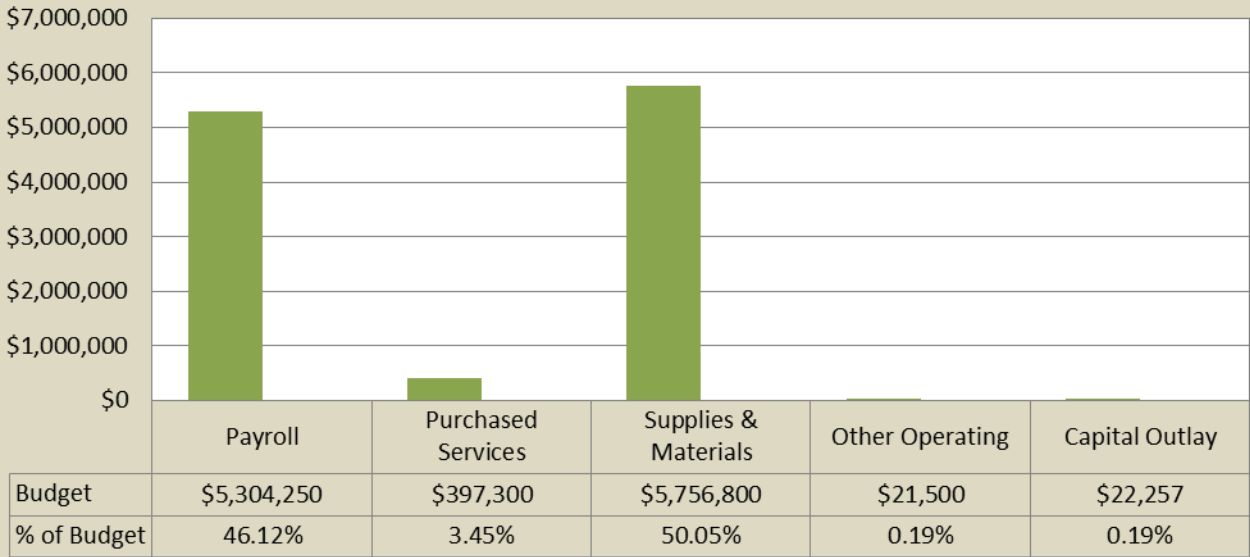 $7,000,000
$6,000,000
$5,000,000
$4,000,000
$3,000,000
$2,000,000
$1,000,000
$0
Payroll
Purchased
Services
Supplies &
Materials
Other Operating
Capital Outlay
Budget $5,304,250 $397,300 $5,756,800 $21,500 $22,257
% of Budget 46.12% 3.45% 50.05% 0.19% 0.19%